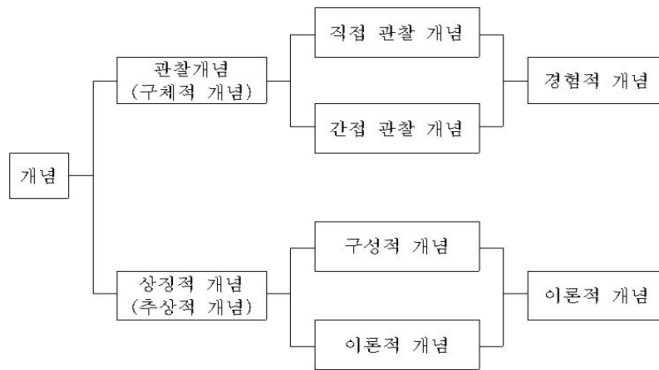 개념
관찰개념
(구체적 개념)
직접 관찰 개념
간접 관찰 개념
경험적 개념
상징적 개념
(추상적 개념)
구성적 개념
이론적 개념
이론적 개념